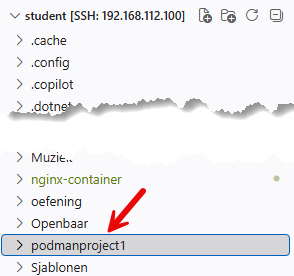 student [SSH: 192.168.112.100]
.cache
.config
.copilot
.dotnet
Muziek
nginx-container
oefening
Openbaar
podmanproject1
Sjablonen